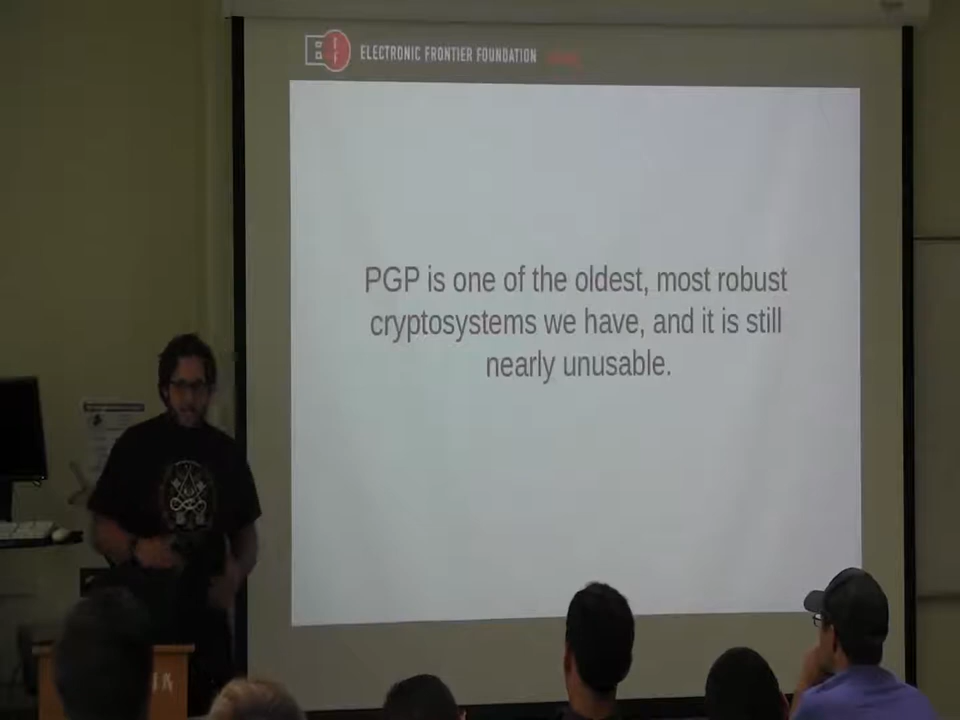 ELECTRONIC FRONTIER FOUNDATION
PGP is one of the oldest, most robust
cryptosystems we have, and it is still
nearly unusable.